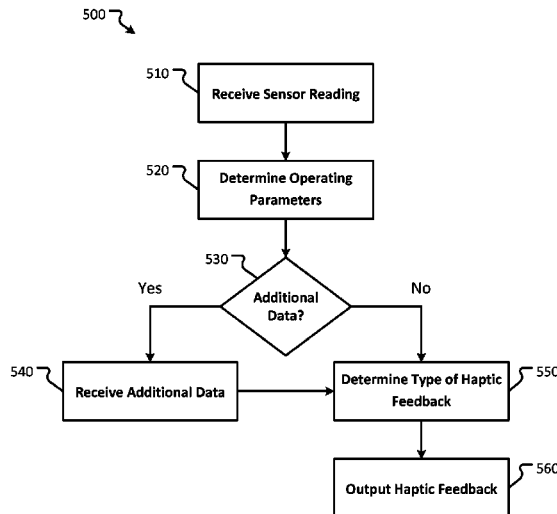 500
510
Receive Sensor Reading
520
Determine Operating
Parameters
530
Additional
Data?
Yes
No
540
Receive Additional Data
Determine Type of Haptic
Feedback
550
Output Haptic Feedback
560